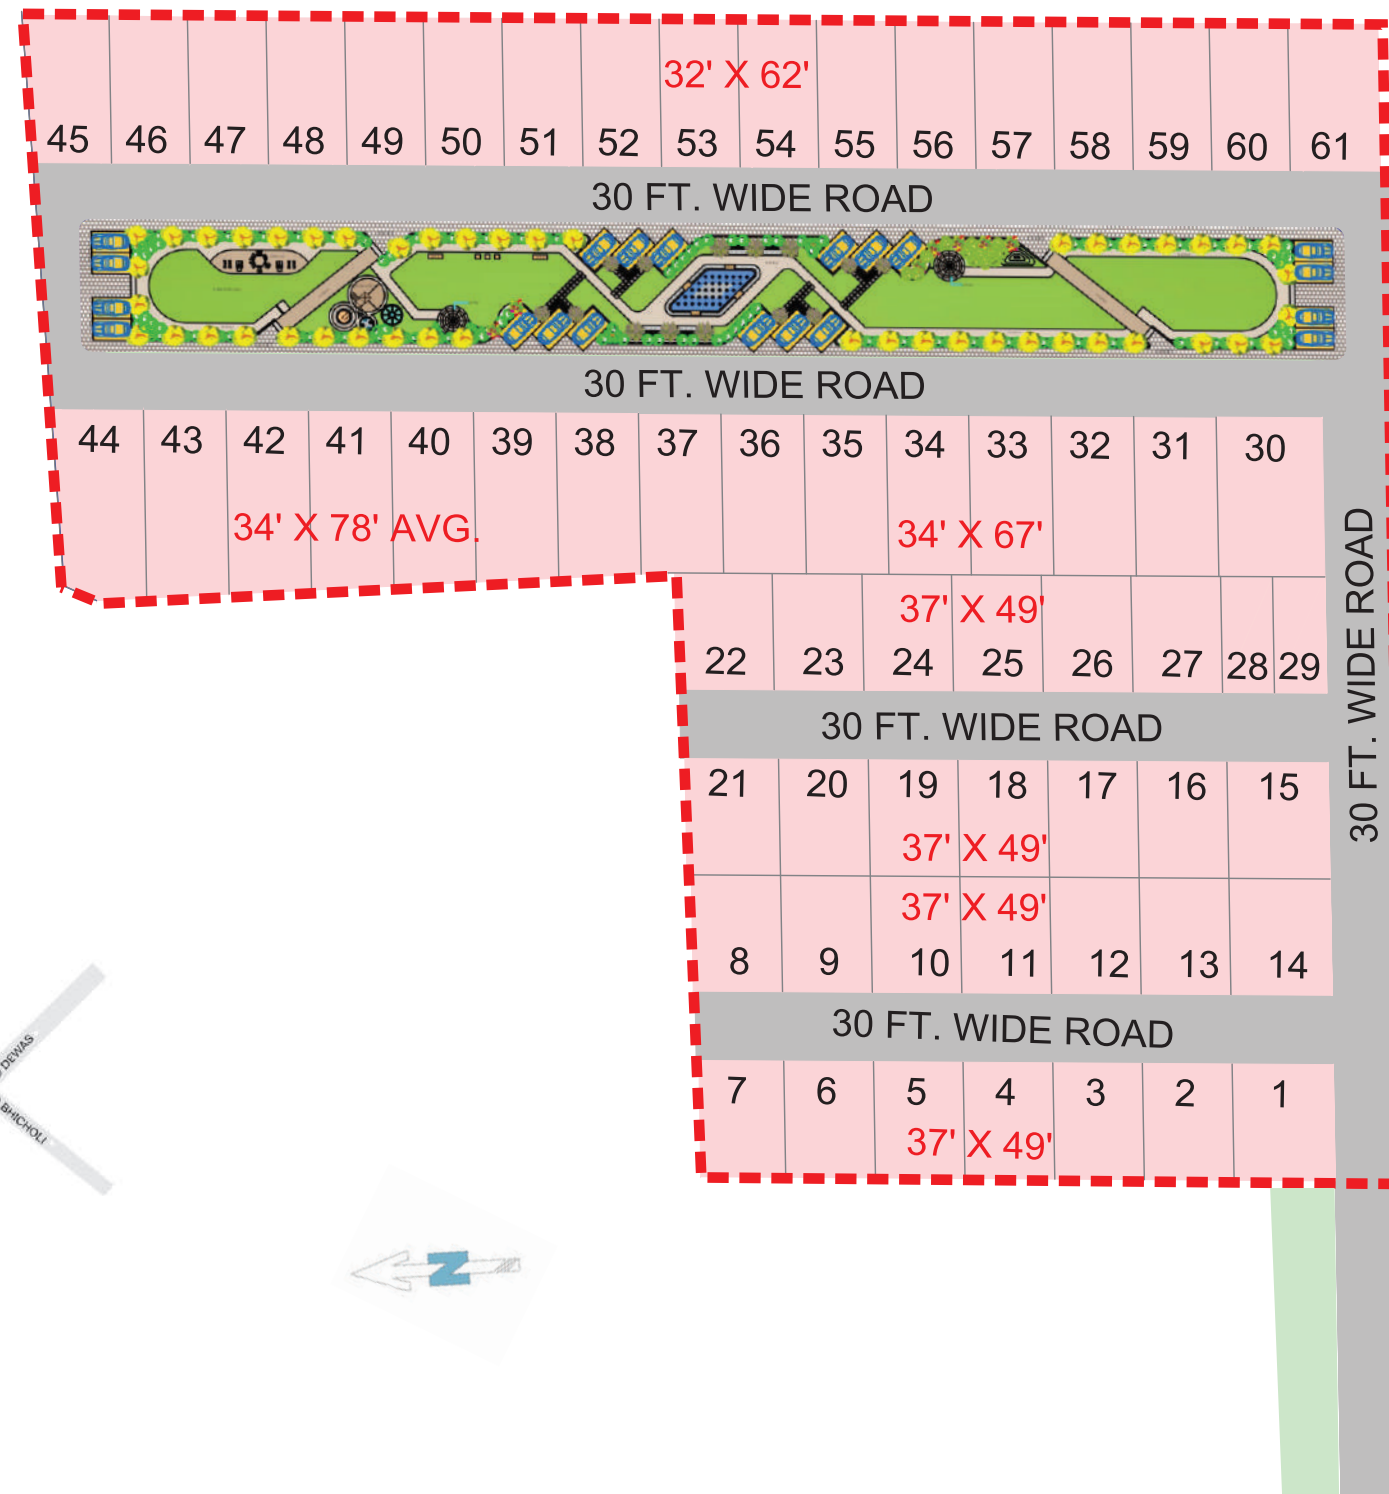 32' X 62'
45 46 47 48 49 50 51 52 53 54 55 56 57 58 59 60 61
30 FT. WIDE ROAD
30 FT. WIDE ROAD
44 43 42 41 40 39 38 37 36 35 34 33 32 31 30
34' X 78' AVG.
34' X 67'
37' X 49'
22 23 24 25 26 27 28 29
30 FT. WIDE ROAD
30 FT. WIDE ROAD
21 20 19 18 17 16 15
37' X 49'
37' X 49'
8 9 10 11 12 13 14
30 FT. WIDE ROAD
7 6 5 4 3 2 1
37' X 49'
DEWAS
BHICHOLI
N